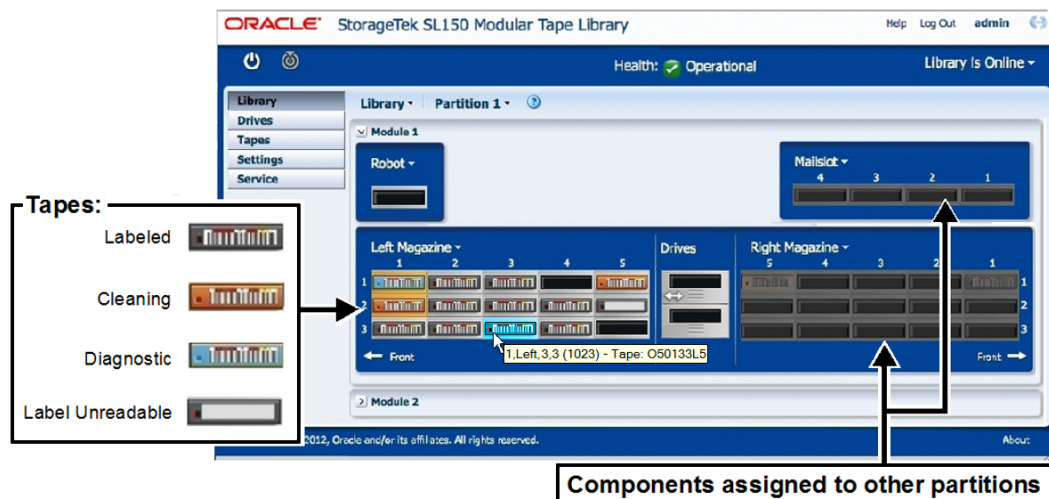 ORACLE® StorageTek SL150 Modular Tape Library
Help Log Out admin
Health: Operational
Library Is Online
Library
Drives
Tapes
Settings
Service
Library Partition 1 ?
Module 1
Robot
Mailslot
4 3 2 1
Left Magazine
1 2 3 4 5
1
2
3
Front
Drives
Right Magazine
5 4 3 2 1
1
2
3
Front
1,Left,3,3 (1023) - Tape: O50133L5
Module 2
2012, Oracle and/or its affiliates. All rights reserved.
About
Tapes:
Labeled
Cleaning
Diagnostic
Label Unreadable
Components assigned to other partitions